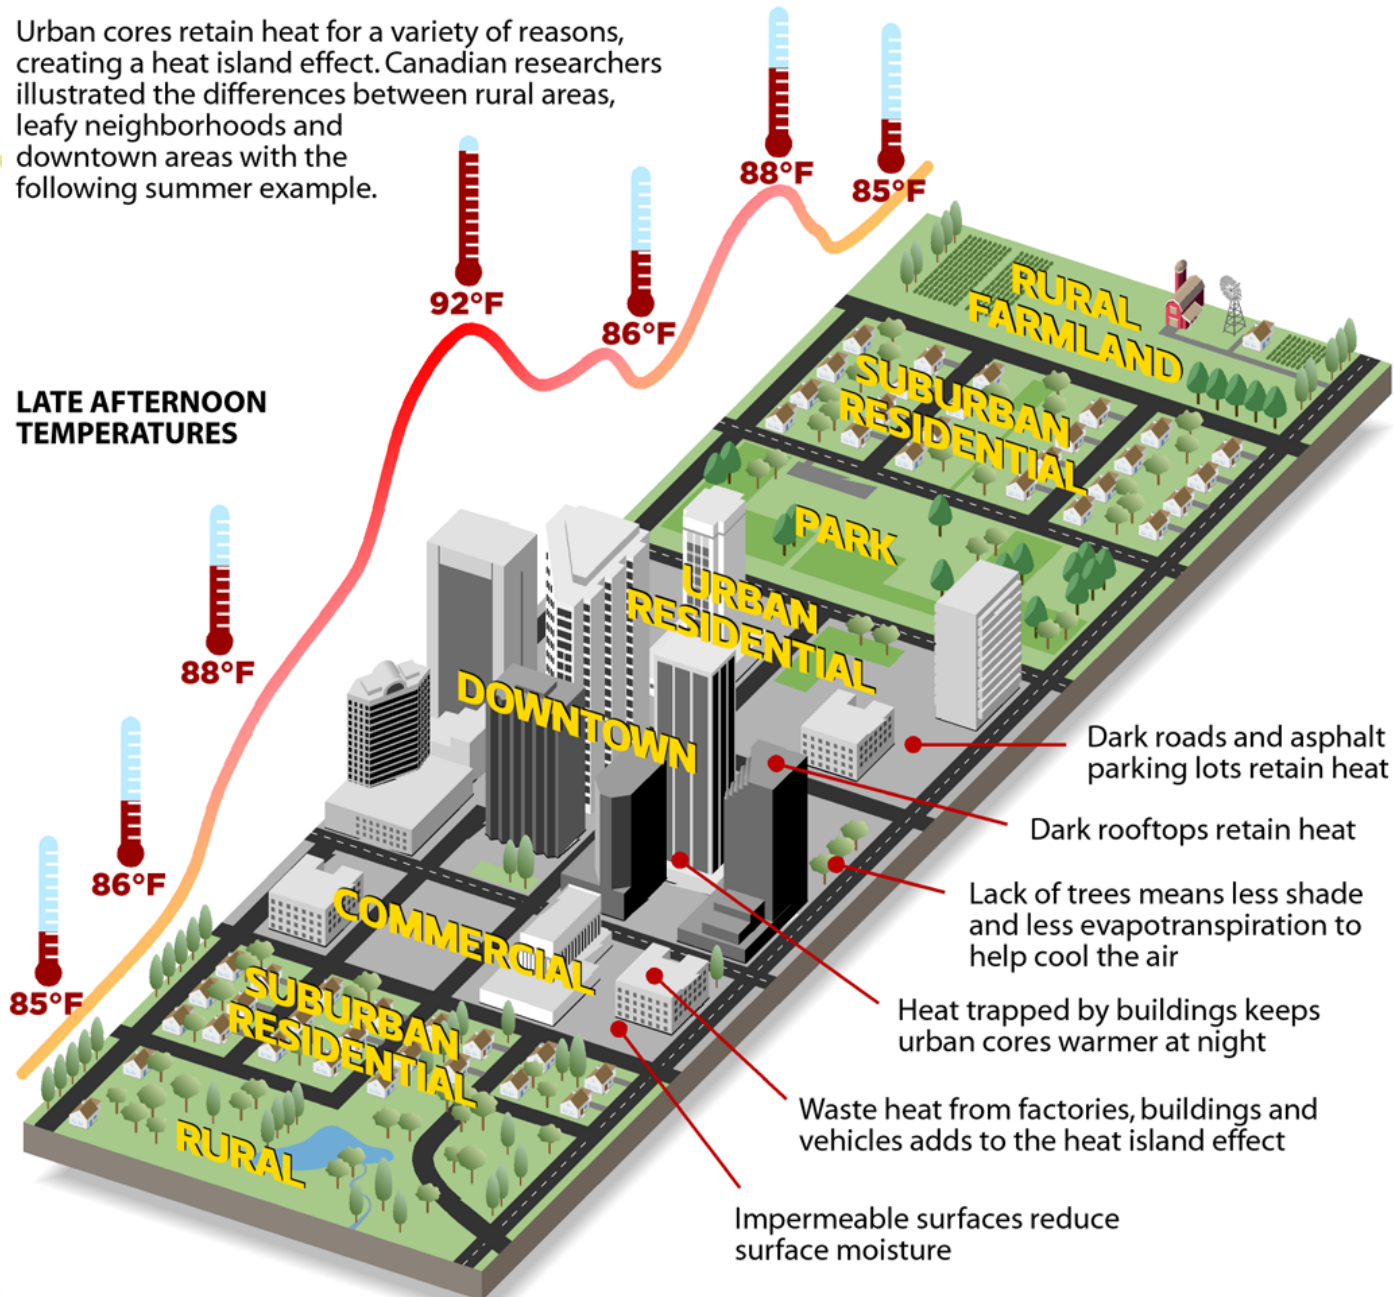 Urban cores retain heat for a variety of reasons,
creating a heat island effect. Canadian researchers
illustrated the differences between rural areas,
leafy neighborhoods and
downtown areas with the
following summer example.
88°F
85°F
92°F
86°F
LATE AFTERNOON
TEMPERATURES
88°F
86°F
85°F
RURAL
FARMLAND
SUBURBAN
RESIDENTIAL
PARK
URBAN
RESIDENTIAL
DOWNTOWN
COMMERCIAL
SUBURBAN
RESIDENTIAL
RURAL
Dark roads and asphalt
parking lots retain heat
Dark rooftops retain heat
Lack of trees means less shade
and less evapotranspiration to
help cool the air
Heat trapped by buildings keeps
urban cores warmer at night
Waste heat from factories, buildings and
vehicles adds to the heat island effect
Impermeable surfaces reduce
surface moisture